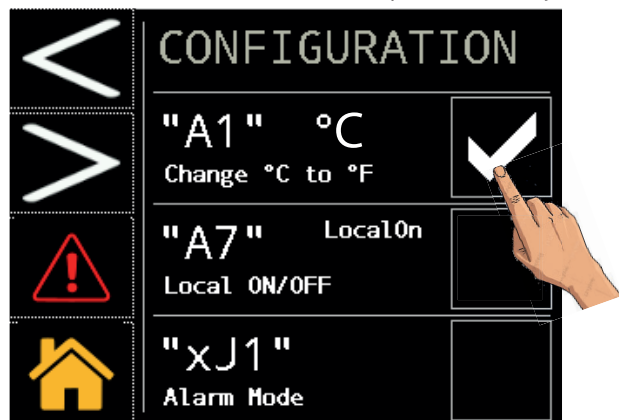 CONFIGURATION
"A1" °C
Change °C to °F
"A7" LocalOn
Local ON/OFF
"xJ1"
Alarm Mode